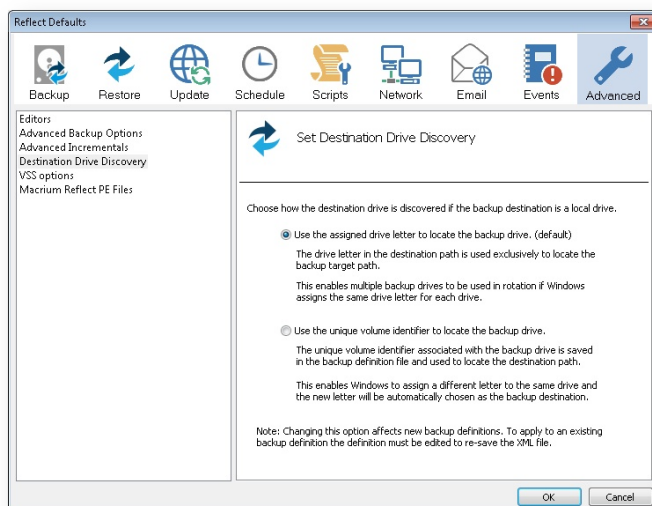 Reflect Defaults
Backup
Restore
Update
Schedule
Scripts
Network
Email
Events
Advanced
Editors
Advanced Backup Options
Advanced Incrementals
Destination Drive Discovery
VSS options
Macrium Reflect PE Files
Set Destination Drive Discovery
Choose how the destination drive is discovered if the backup destination is a local drive.
Use the assigned drive letter to locate the backup drive. (default)
The drive letter in the destination path is used exclusively to locate the
backup target path.
This enables multiple backup drives to be used in rotation if Windows
assigns the same drive letter for each drive.
Use the unique volume identifier to locate the backup drive.
The unique volume identifier associated with the backup drive is saved
in the backup definition file and used to locate the destination path.
This enables Windows to assign a different letter to the same drive and
the new letter will be automatically chosen as the backup destination.
Note: Changing this option affects new backup definitions. To apply to an existing
backup definition the definition must be edited to re-save the XML file.
OK
Cancel